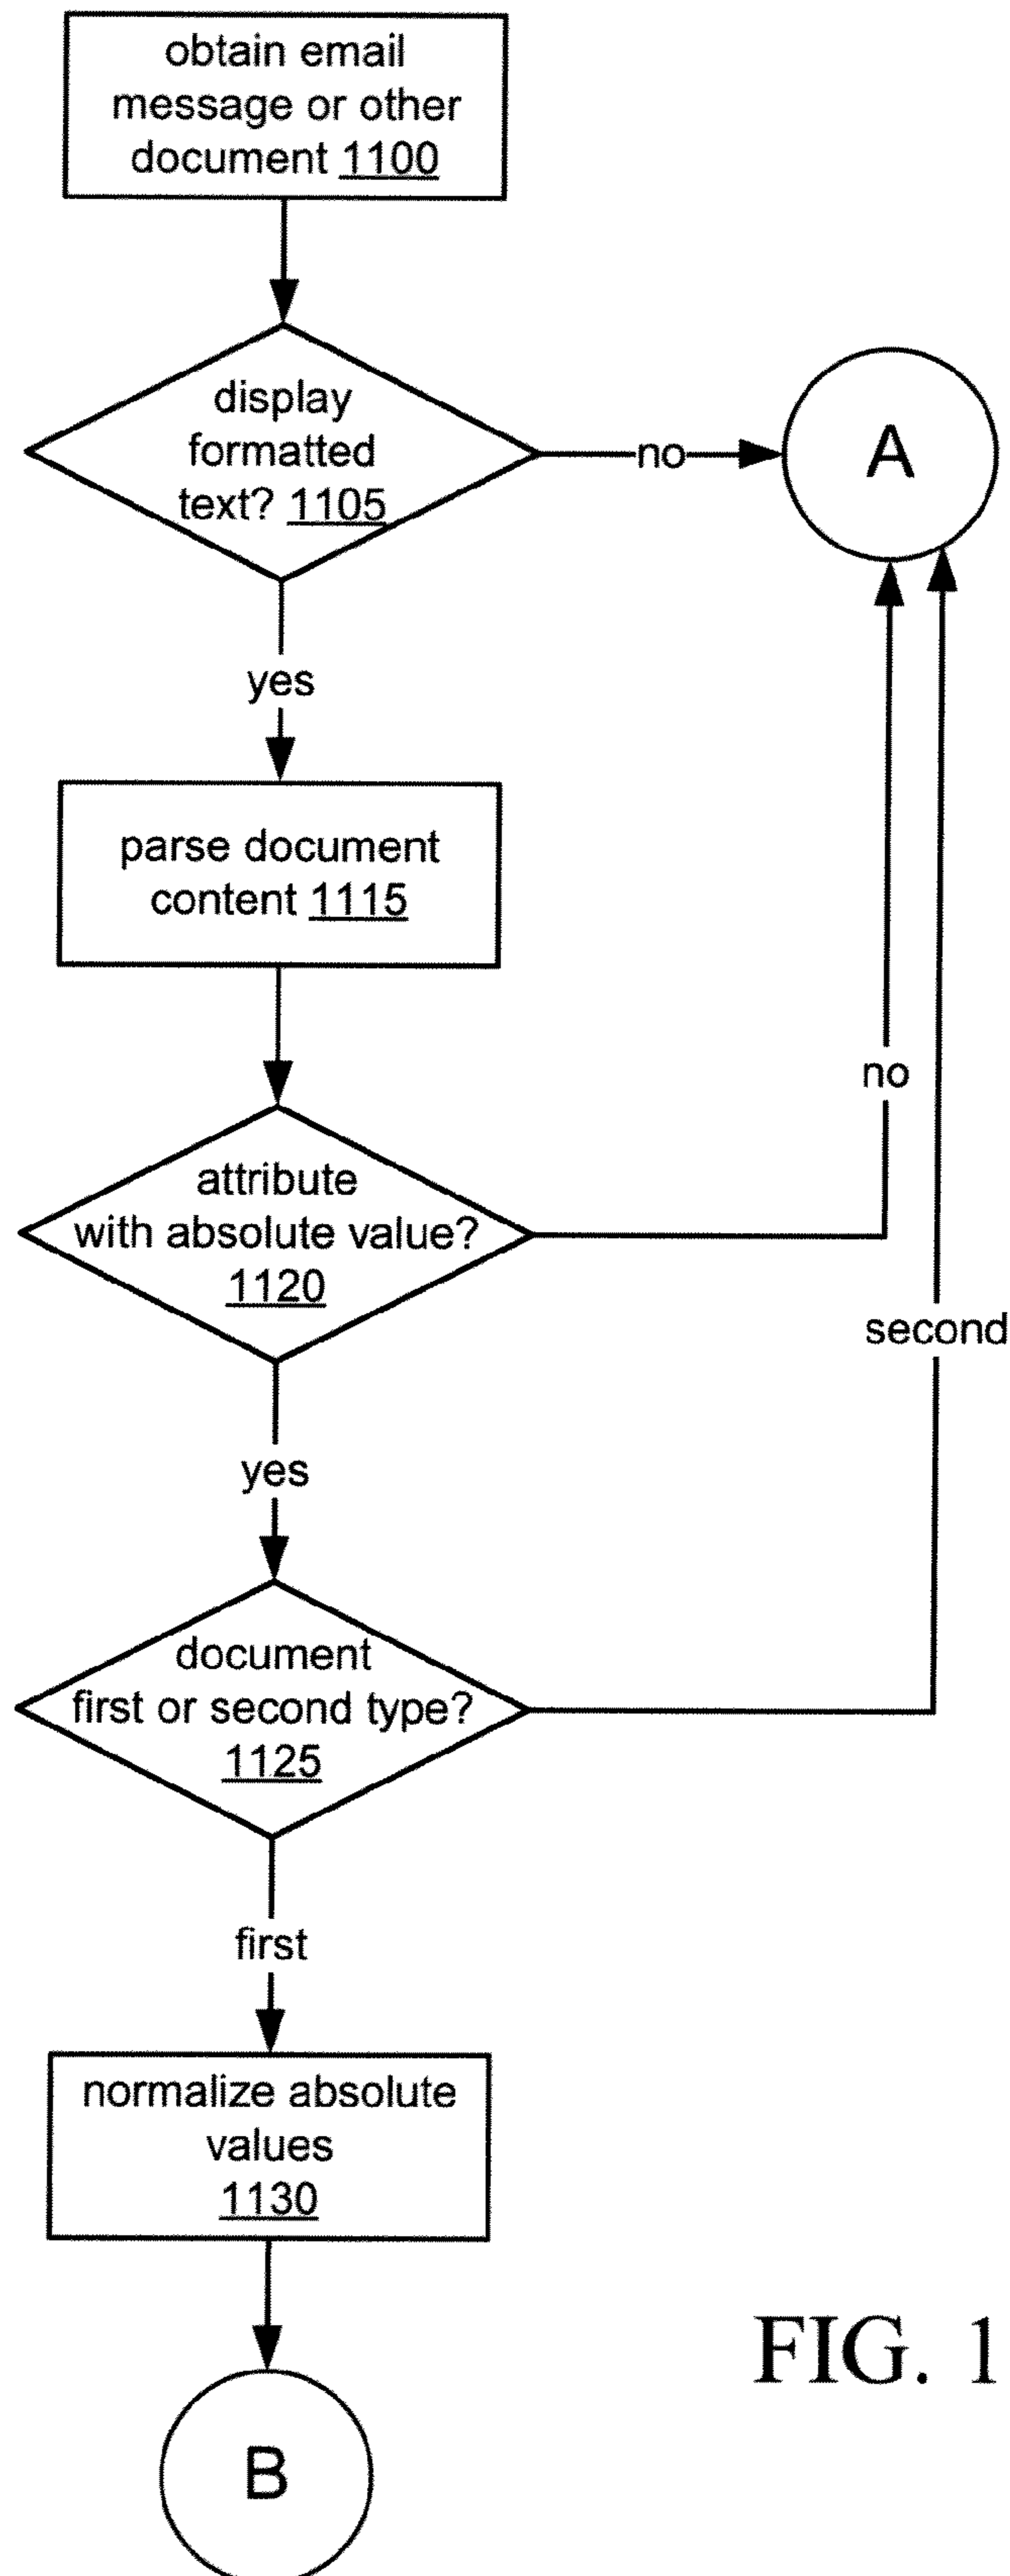 obtain email
message or other
document 1100
display
formatted
text? 1105
no
A
yes
parse document
content 1115
no
attribute
with absolute value?
1120
second
yes
document
first or second type?
1125
first
normalize absolute
values
1130
FIG. 1
B